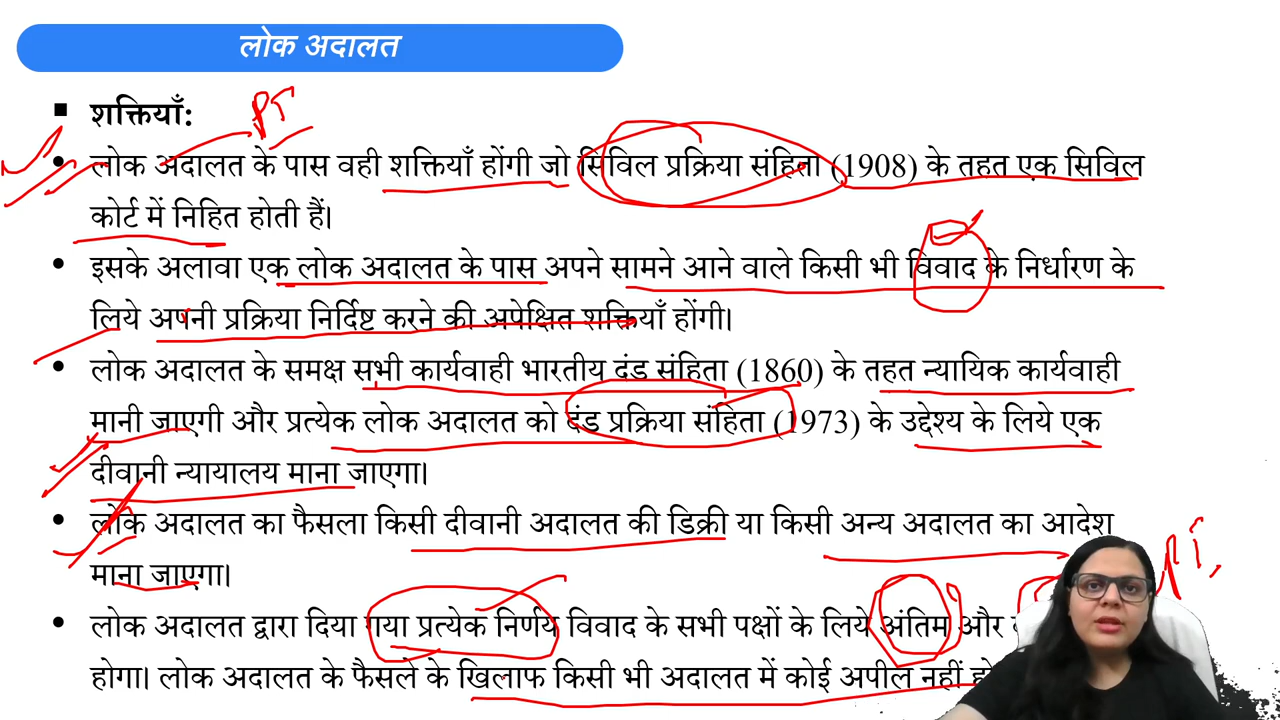 लोक अदालत
शक्तियाँ:
लोक अदालत के पास वही शक्तियाँ होंगी जो सिविल प्रक्रिया संहिता (1908) के तहत एक सिविल
कोर्ट में निहित होती हैं।
इसके अलावा एक लोक अदालत के पास अपने सामने आने वाले किसी भी विवाद के निर्धारण के
लिये अपनी प्रक्रिया निर्दिष्ट करने की अपेक्षित शक्तियाँ होंगी।
लोक अदालत के समक्ष सभी कार्यवाही भारतीय दंड संहिता (1860) के तहत न्यायिक कार्यवाही
मानी जाएगी और प्रत्येक लोक अदालत को दंड प्रक्रिया संहिता (1973) के उद्देश्य के लिये एक
दीवानी न्यायालय माना जाएगा।
लोक अदालत का फैसला किसी दीवानी अदालत की डिक्री या किसी अन्य अदालत का आदेश
माना जाएगा।
लोक अदालत द्वारा दिया गया प्रत्येक निर्णय विवाद के सभी पक्षों के लिये अंतिम और
होगा। लोक अदालत के फैसले के खिलाफ किसी भी अदालत में कोई अपील नहीं